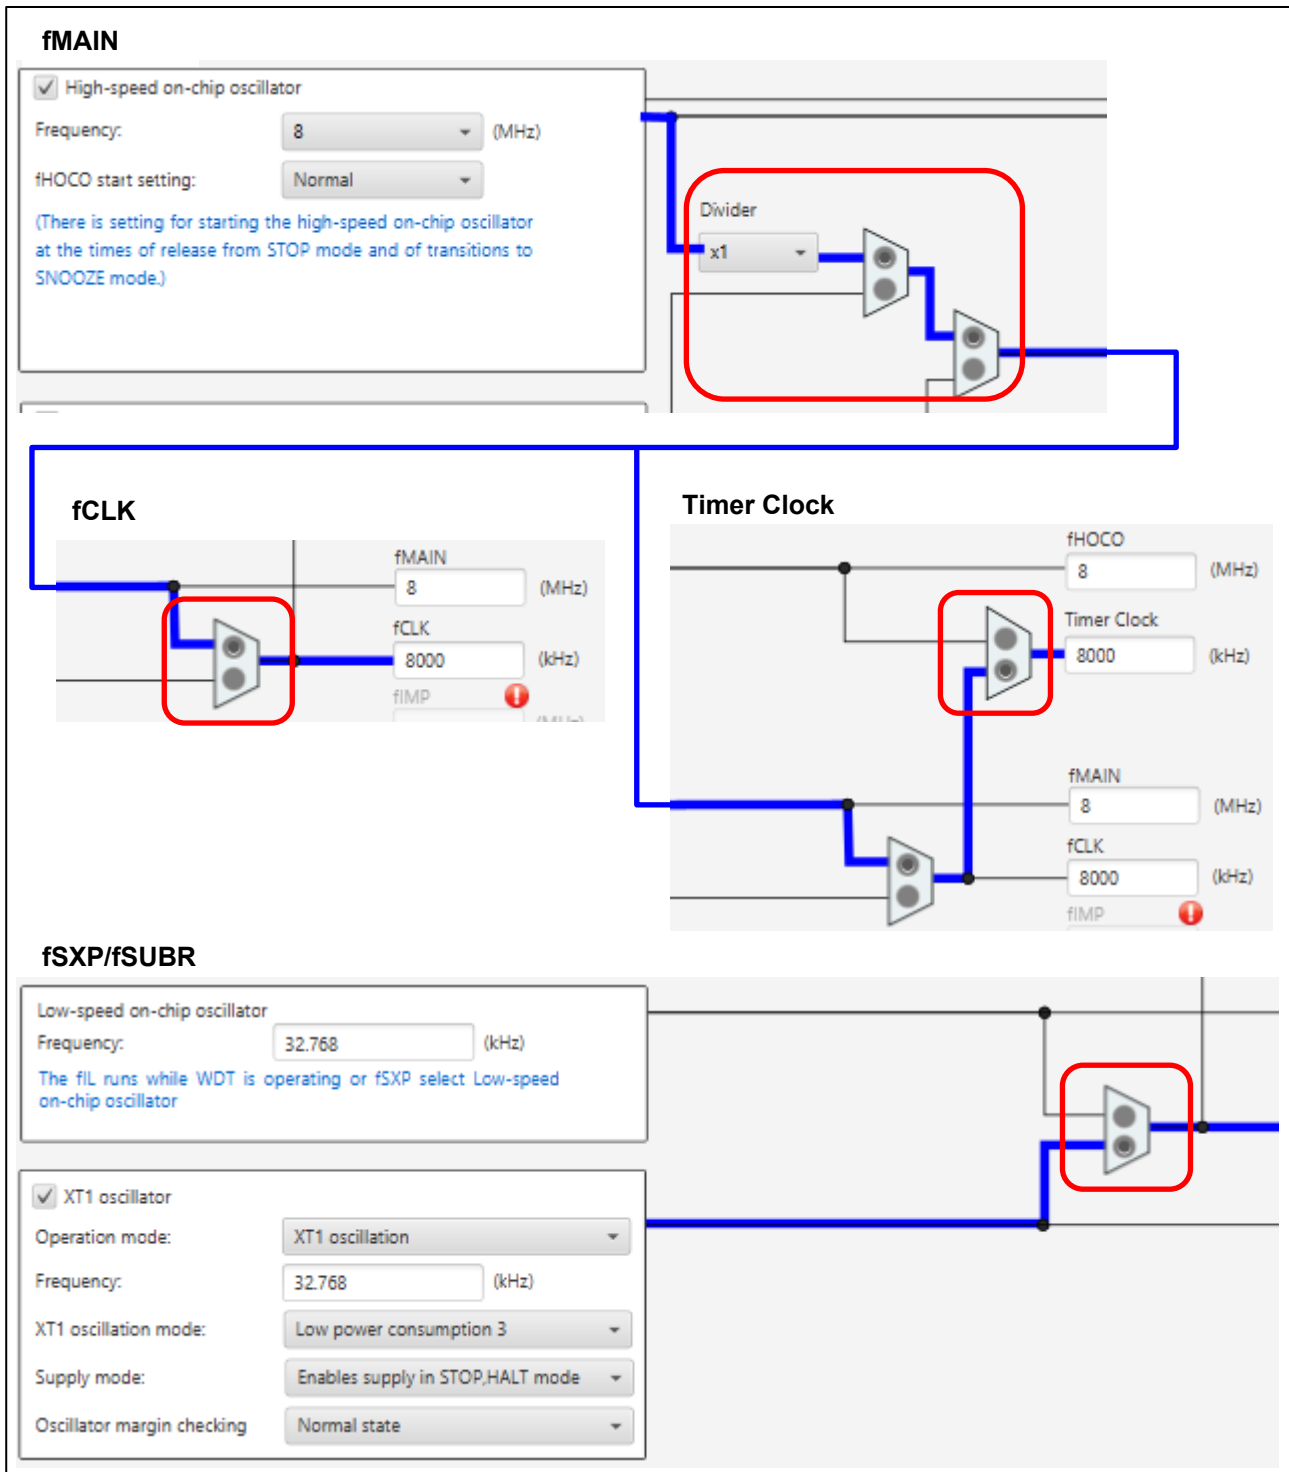 fMAIN
High-speed on-chip oscillator
Frequency:
8
(MHz)
fHOCO start setting:
Normal
(There is setting for starting the high-speed on-chip oscillator
at the times of release from STOP mode and of transitions to
SNOOZE mode.)
Divider
x1
fCLK
fMAIN
8
(MHz)
fCLK
8000
(kHz)
fIMP
Timer Clock
fHOCO
8
(MHz)
Timer Clock
8000
(kHz)
fMAIN
8
(MHz)
fCLK
8000
(kHz)
fIMP
fSXP/fSUBR
Low-speed on-chip oscillator
Frequency:
32.768
(kHz)
The fIL runs while WDT is operating or fSXP select Low-speed
on-chip oscillator
XT1 oscillator
Operation mode:
XT1 oscillation
Frequency:
32.768
(kHz)
XT1 oscillation mode:
Low power consumption 3
Supply mode:
Enables supply in STOP,HALT mode
Oscillator margin checking
Normal state